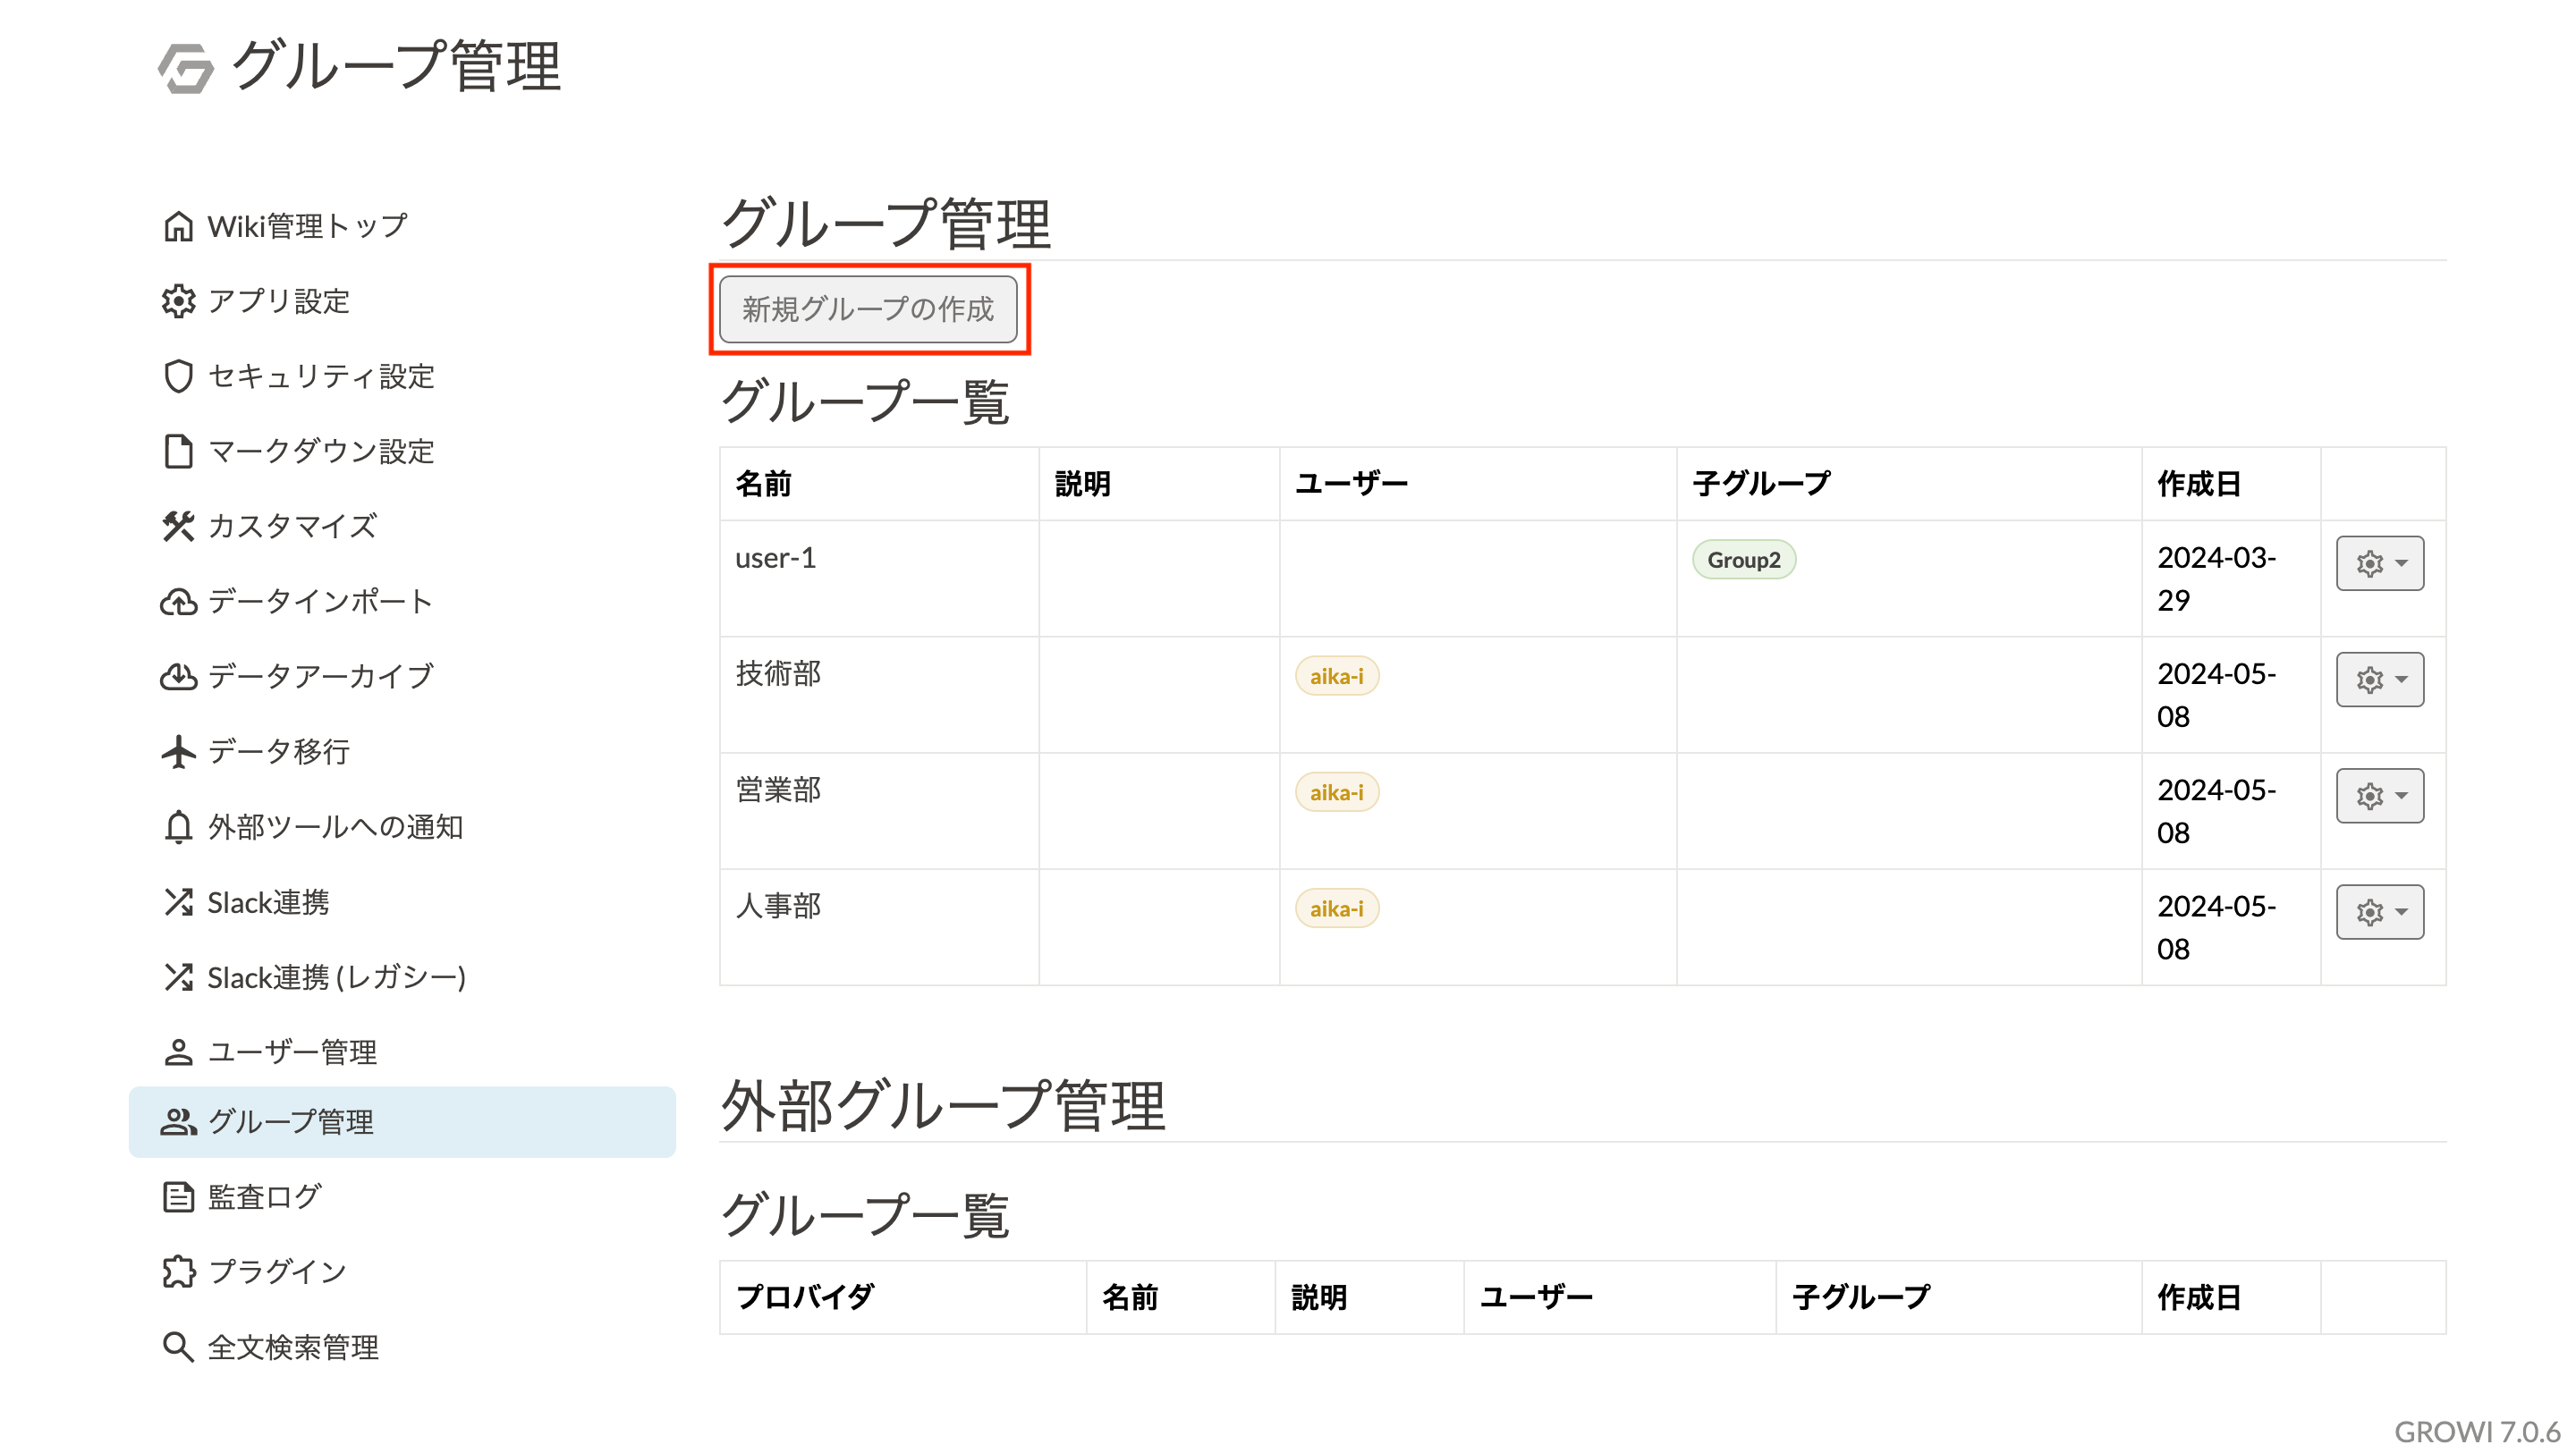 グループ管理
Wiki管理トップ
アプリ設定
セキュリティ設定
マークダウン設定
カスタマイズ
データインポート
データアーカイブ
データ移行
外部ツールへの通知
Slack連携
Slack連携 (レガシー)
ユーザー管理
グループ管理
監査ログ
プラグイン
全文検索管理
グループ管理
新規グループの作成
グループ一覧
名前 説明 ユーザー 子グループ 作成日
user-1 Group2 2024-03-
29
技術部 aika-i 2024-05-
08
営業部 aika-i 2024-05-
08
人事部 aika-i 2024-05-
08
外部グループ管理
グループ一覧
プロバイダ 名前 説明 ユーザー 子グループ 作成日
GROWI 7.0.6